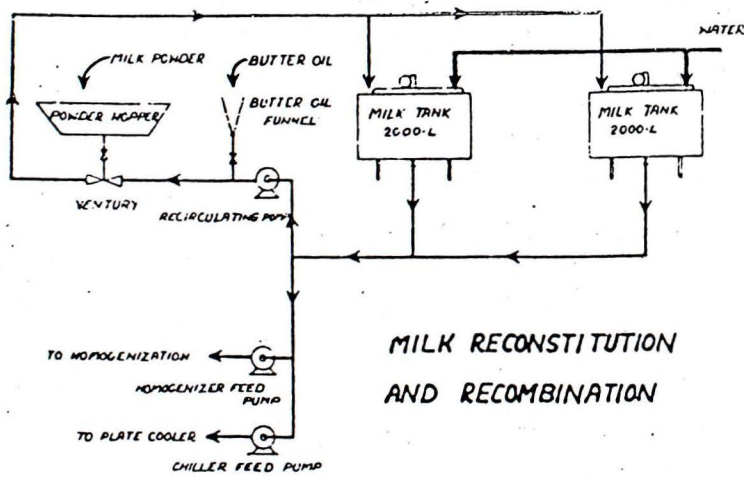 WATER
MILK POWDER
BUTTER OIL
POWDER HOPPER
BUTTER OIL
FUNNEL
MILK TANK
2000-L
MILK TANK
2000-L
VENTURY
RECIRCULATING PUMP
MILK RECONSTITUTION
AND RECOMBINATION
TO HOMOGENIZATION
HOMOGENIZER FEED
PUMP
TO PLATE COOLER
CHILLER FEED PUMP